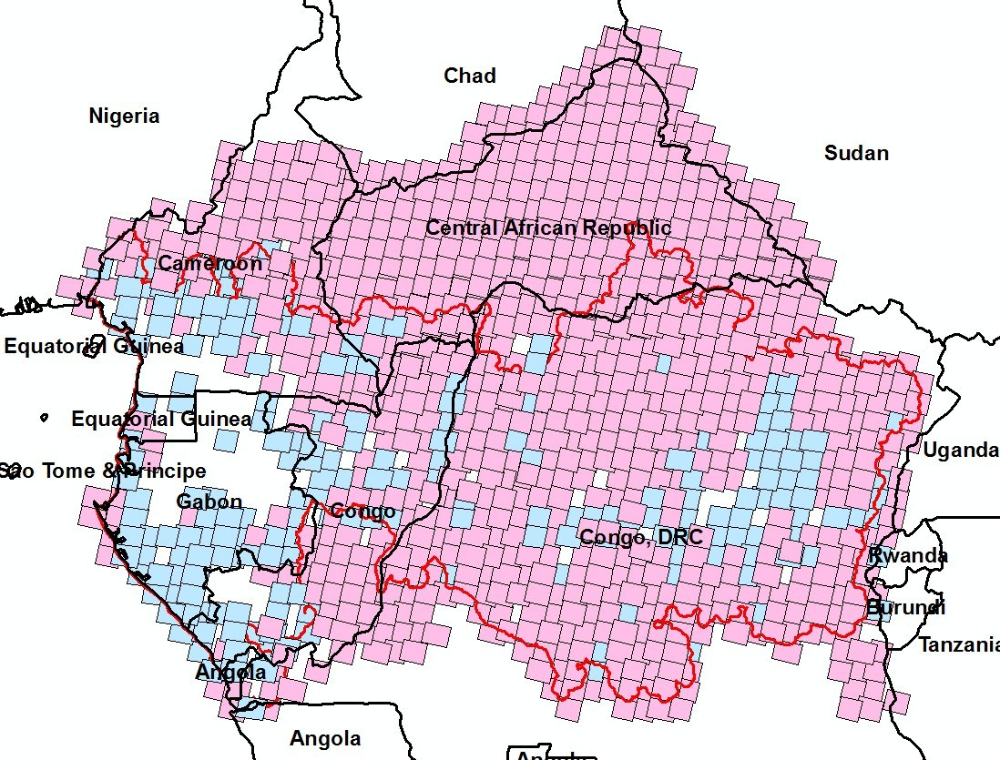 Chad
Nigeria
Sudan
Central African Republic
Cameroon
Equatorial Guinea
Equatorial Guinea
Uganda
Sao Tome & Principe
Gabon
Congo
Congo, DRC
Rwanda
Burundi
Tanzania
Angola
Angola